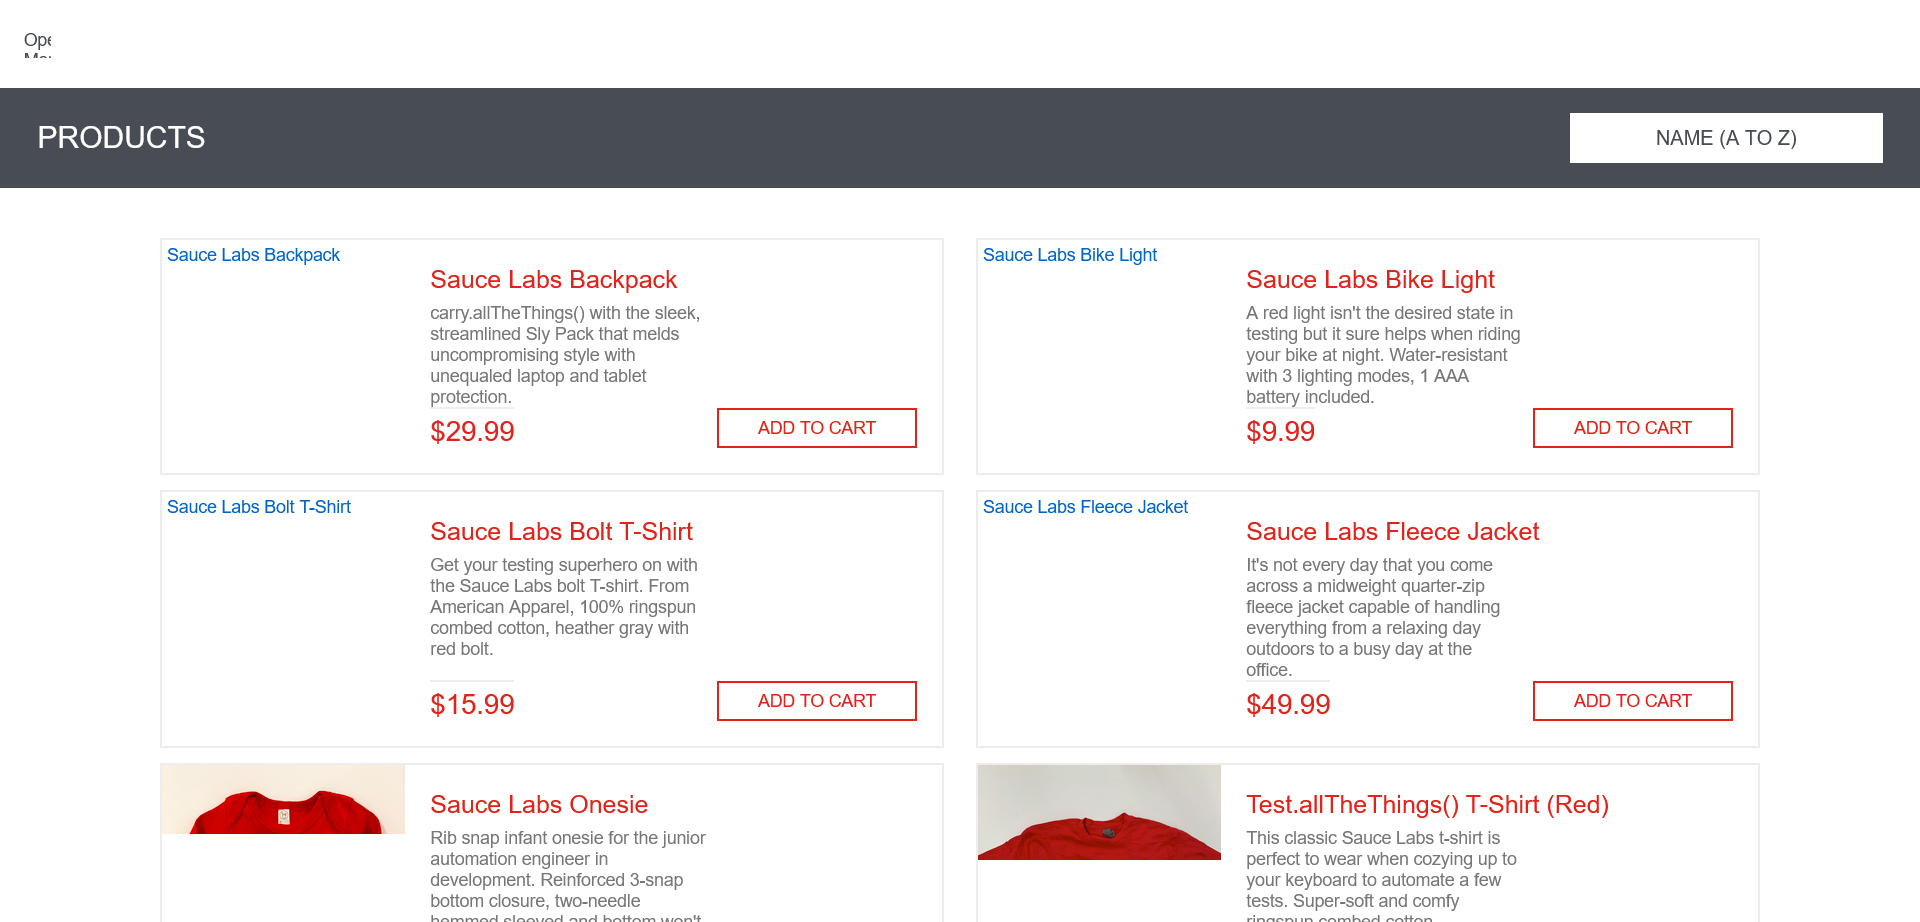 PRODUCTS
NAME (A TO Z)
Sauce Labs Backpack
Sauce Labs Backpack
carry.allTheThings() with the sleek,
streamlined Sly Pack that melds
uncompromising style with
unequaled laptop and tablet
protection.
$29.99
ADD TO CART
Sauce Labs Bike Light
Sauce Labs Bike Light
A red light isn't the desired state in
testing but it sure helps when riding
your bike at night. Water-resistant
with 3 lighting modes, 1 AAA
battery included.
$9.99
ADD TO CART
Sauce Labs Bolt T-Shirt
Sauce Labs Bolt T-Shirt
Get your testing superhero on with
the Sauce Labs bolt T-shirt. From
American Apparel, 100% ringspun
combed cotton, heather gray with
red bolt.
$15.99
ADD TO CART
Sauce Labs Fleece Jacket
Sauce Labs Fleece Jacket
It's not every day that you come
across a midweight quarter-zip
fleece jacket capable of handling
everything from a relaxing day
outdoors to a busy day at the
office.
$49.99
ADD TO CART
Sauce Labs Onesie
Rib snap infant onesie for the junior
automation engineer in
development. Reinforced 3-snap
bottom closure, two-needle
hemmed sleeved and bottom won't
Test.allTheThings() T-Shirt (Red)
This classic Sauce Labs t-shirt is
perfect to wear when cozying up to
your keyboard to automate a few
tests. Super-soft and comfy
ringspun combed cotton.